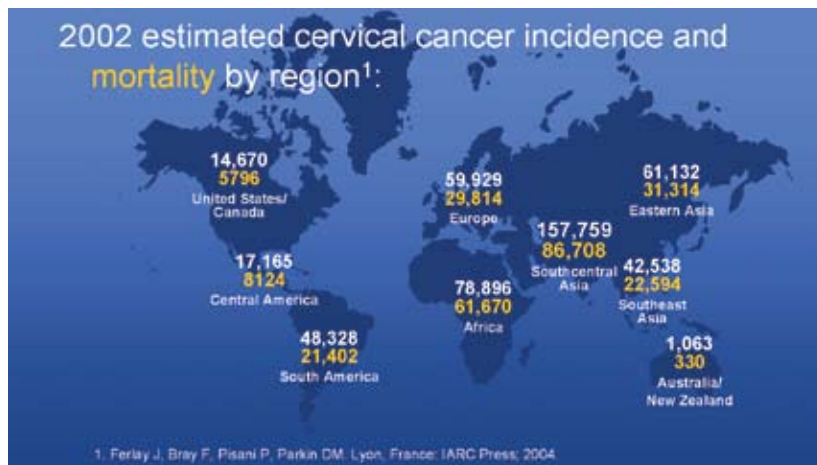 2002 estimated cervical cancer incidence and
mortality by region1:
14,670
5796
United States/
Canada
59,929
29,814
Europe
61,132
31,314
Eastern Asia
157,759
86,708
Southcentral
Asia
42,538
22,594
Southeast
Asia
17,165
8124
Central America
78,896
61,670
Africa
48,328
21,402
South America
1,063
330
Australia/
New Zealand
1. Ferlay J, Bray F, Pisani P, Parkin DM. Lyon, France: IARC Press; 2004